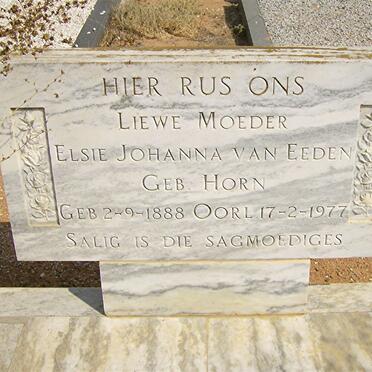 HIER RUS ONS
LIEWE MOEDER
ELSIE JOHANNA VAN EEDEN
GEB. HORN
GEB 2-9-1888 OORL 17-2-1977
SALIG IS DIE SAGMOEDIGES